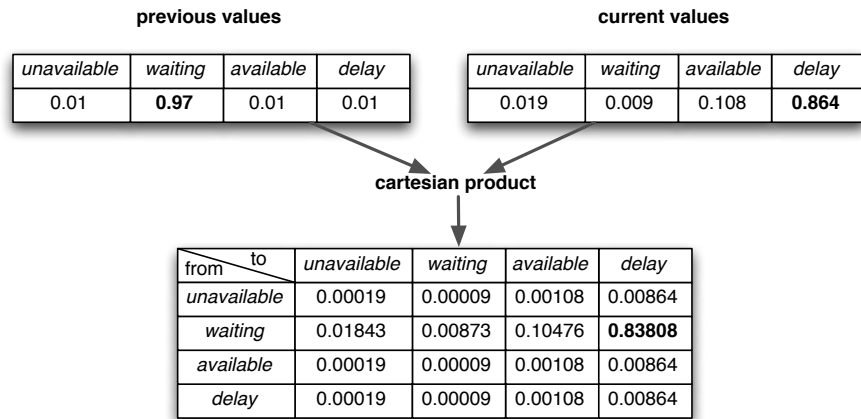 previous values current values
unavailable waiting available delay unavailable waiting available delay
0.01 0.97 0.01 0.01 0.019 0.009 0.108 0.864
cartesian product
from to unavailable waiting available delay
unavailable 0.00019 0.00009 0.00108 0.00864
waiting 0.01843 0.00873 0.10476 0.83808
available 0.00019 0.00009 0.00108 0.00864
delay 0.00019 0.00009 0.00108 0.00864